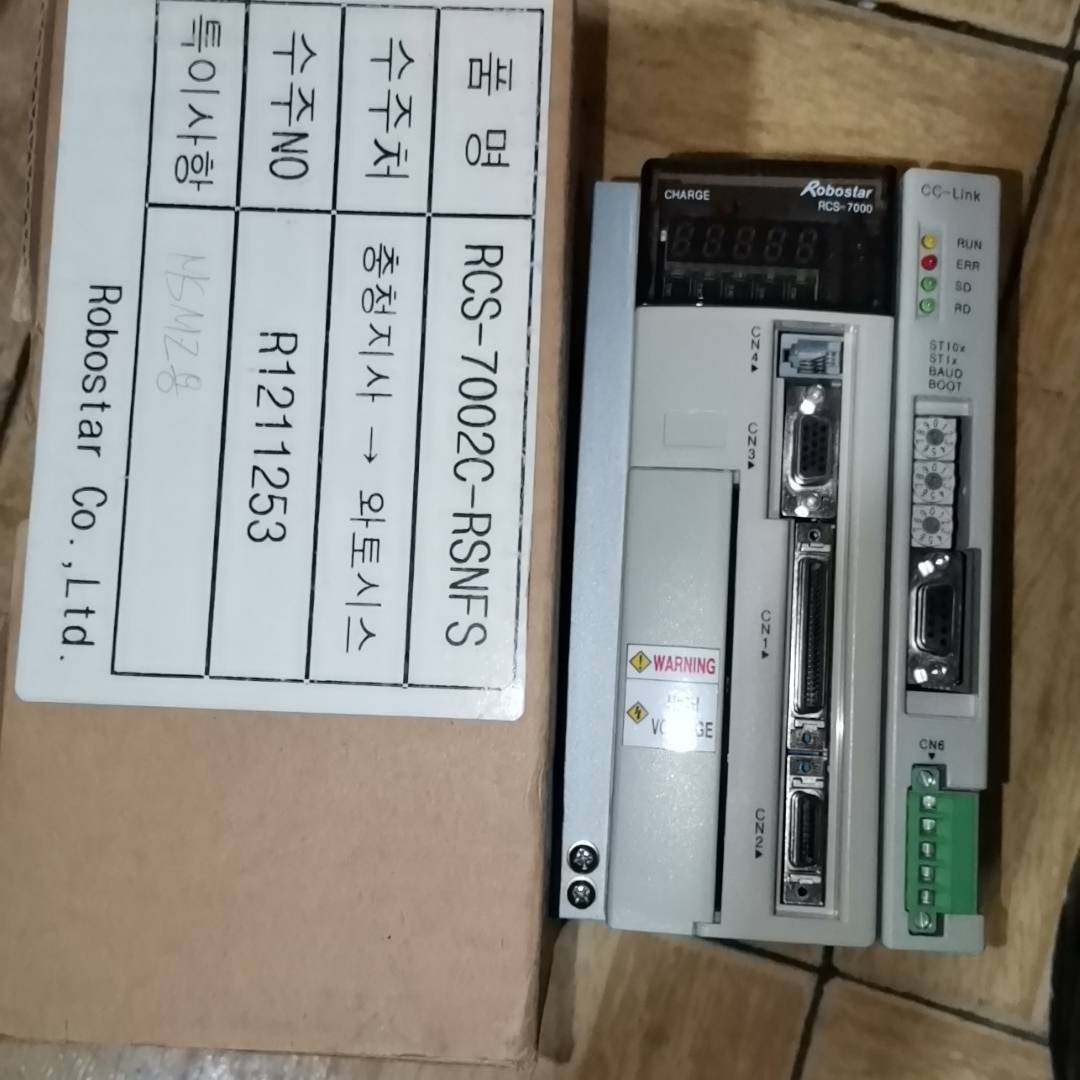 품 명 RCS-7002C-RSNFS
수주처 충청지사 → 와토시스
수주NO R1211253
특이사항
Robostar Co.,Ltd.
CHARGE
Robostar
RCS-7000
CN4
CN3
CN1
CN2
WARNING
CC-Link
RUN
ERR
SD
RD
ST10x
ST1x
BAUD
BOOT
CN6